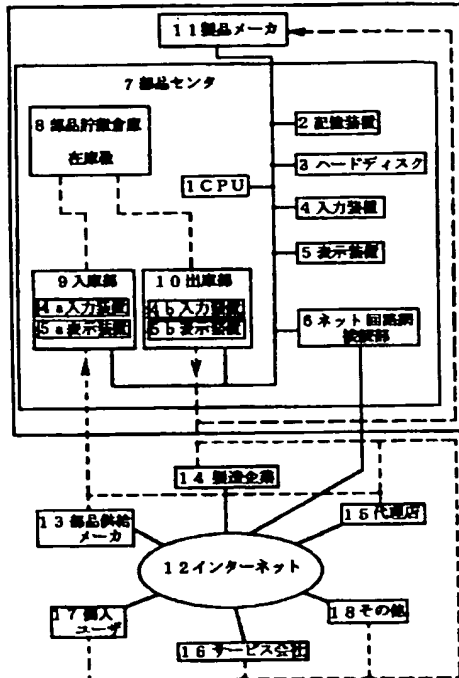 11製品メーカ
7部品センタ
8部品貯蔵倉庫
在庫数
2記憶装置
3ハードディスク
1CPU
4入力装置
5表示装置
9入庫部
4a入力装置
5a表示装置
10出庫部
4b入力装置
5b表示装置
6ネット回路網
接続部
14製造企業
13部品供給
メーカ
15代理店
12インターネット
17個人
ユーザ
18その他
16サービス会社